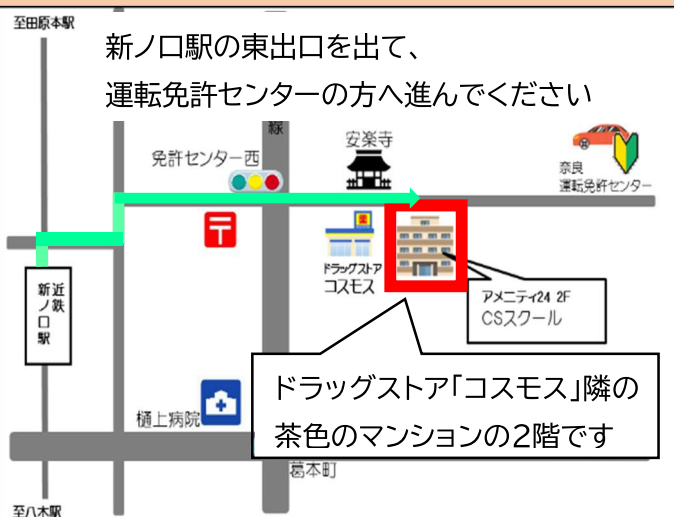 至田原本駅
新ノ口駅の東出口を出て、
運転免許センターの方へ進んでください
線
免許センター西
安楽寺
奈良
運転免許センター
〒
薬
ドラッグストア
コスモス
近鉄
新ノ口駅
アメニティ24 2F
CSスクール
ドラッグストア「コスモス」隣の
茶色のマンションの2階です
樋上病院
葛本町
至八木駅